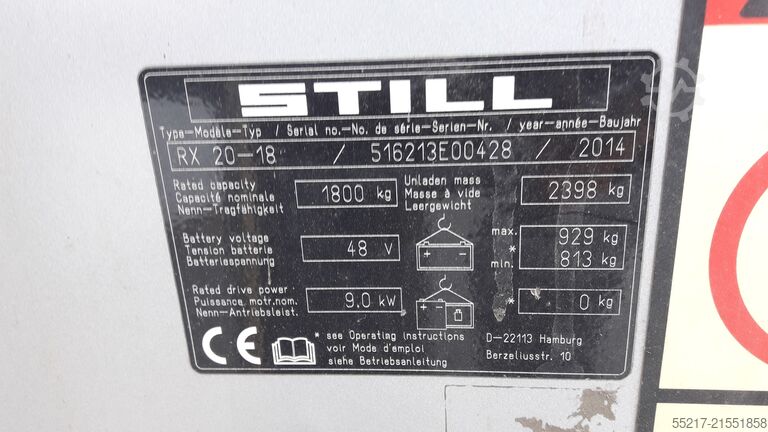 STILL
Type-Modèle-Typ / Serial no.-No. de série-Serien-Nr. / year-année-Baujahr
RX 20-18 / 516213E00428 / 2014
Rated capacity
Capacité nominale
Nenn-Tragfähigkeit
1800 kg
Unladen mass
Masse à vide
Leergewicht
2398 kg
Battery voltage
Tension batterie
Batteriespannung
48 V
max. 929 kg
*
min. 813 kg
Rated drive power
Puissance motr.nom.
Nenn-Antriebsleist.
9.0 kW
* 0 kg
CE
* see Operating instructions
voir Mode d'emploi
siehe Betriebsanleitung
D-22113 Hamburg
Berzeliusstr. 10
55217-21551858